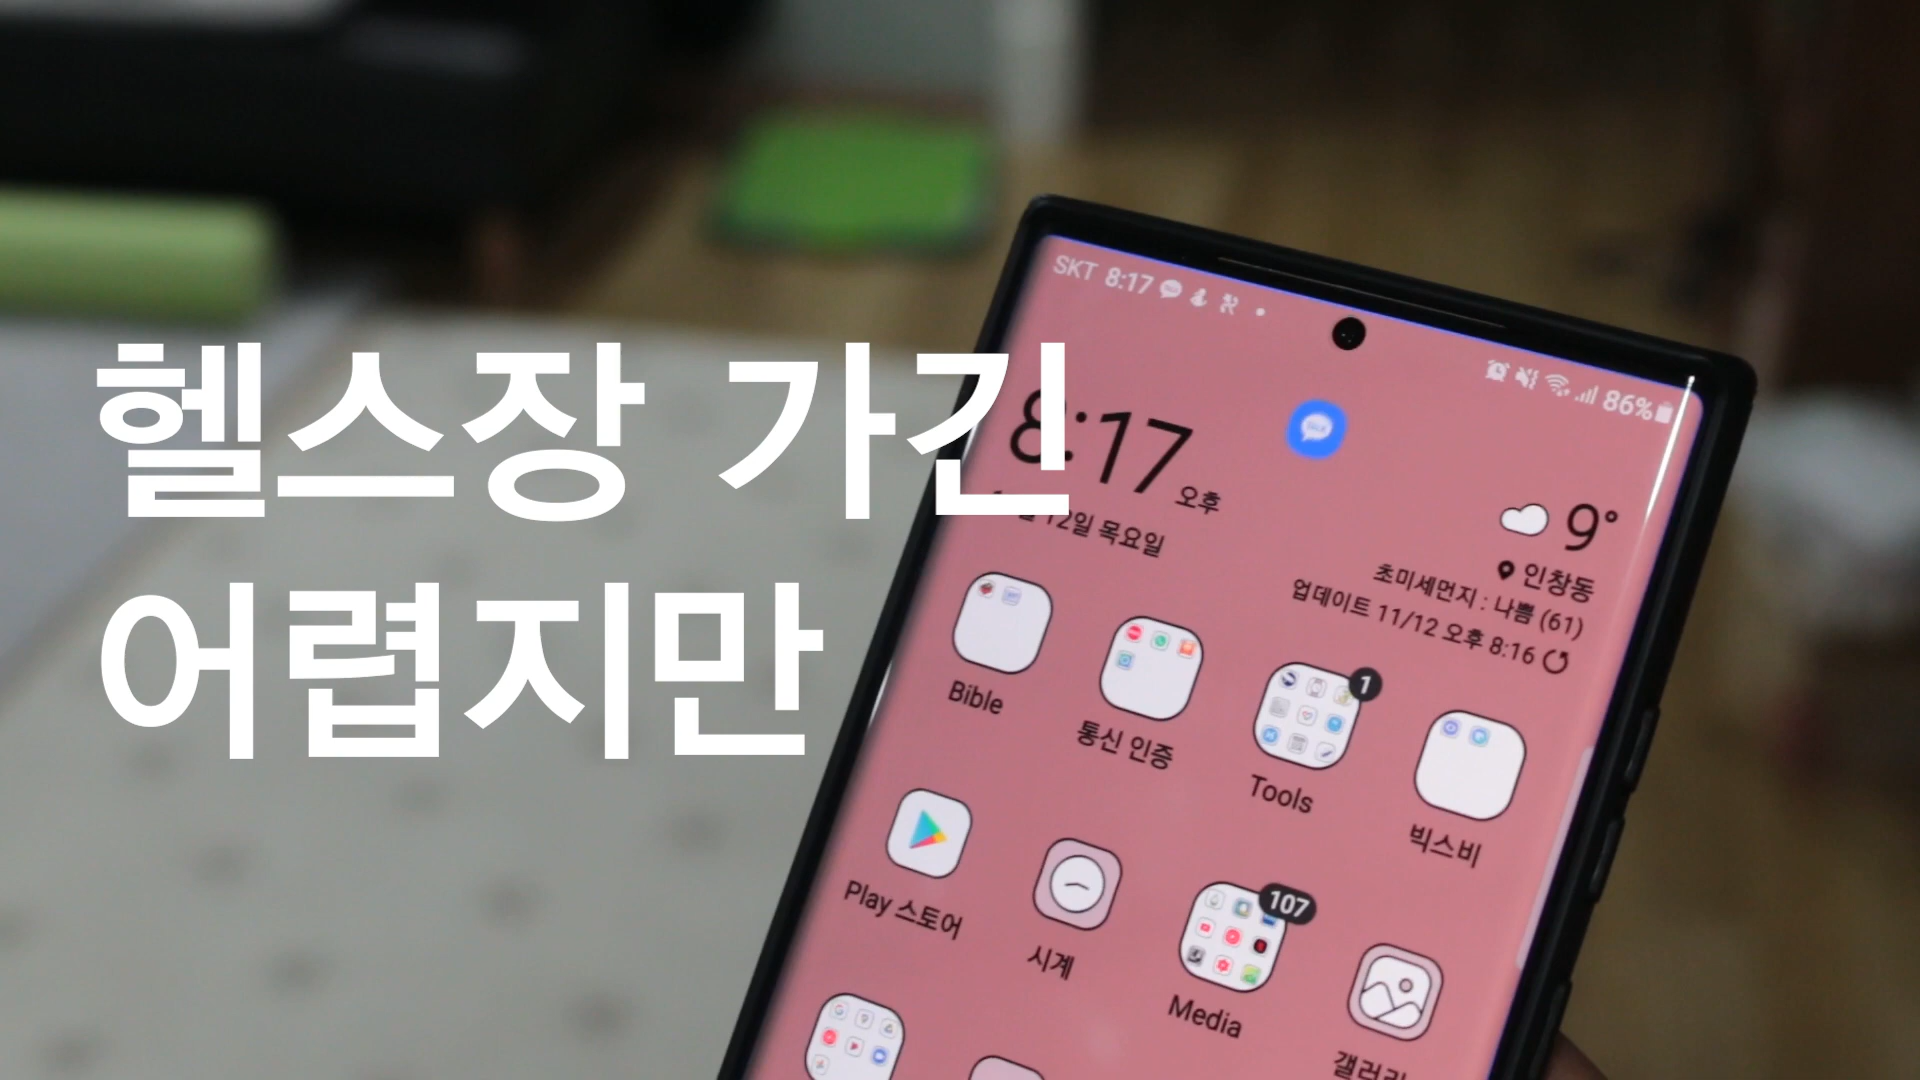 헬스장 가긴
어렵지만
SKT 8:17
86%
8:17 오후
12일 목요일
9°
인창동
초미세먼지 : 나쁨 (61)
업데이트 11/12 오후 8:16
Bible
통신 인증
1
Tools
빅스비
Play 스토어
시계
107
Media
갤러리